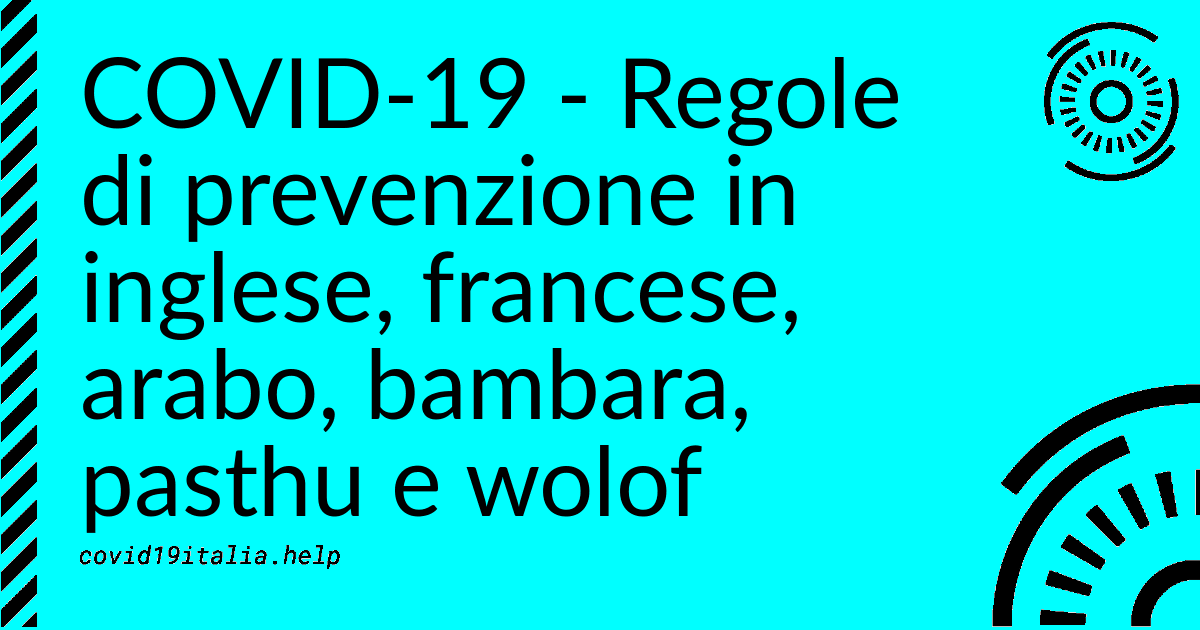 COVID-19 - Regole
di prevenzione in
inglese, francese,
arabo, bambara,
pasthu e wolof
covid19italia.help